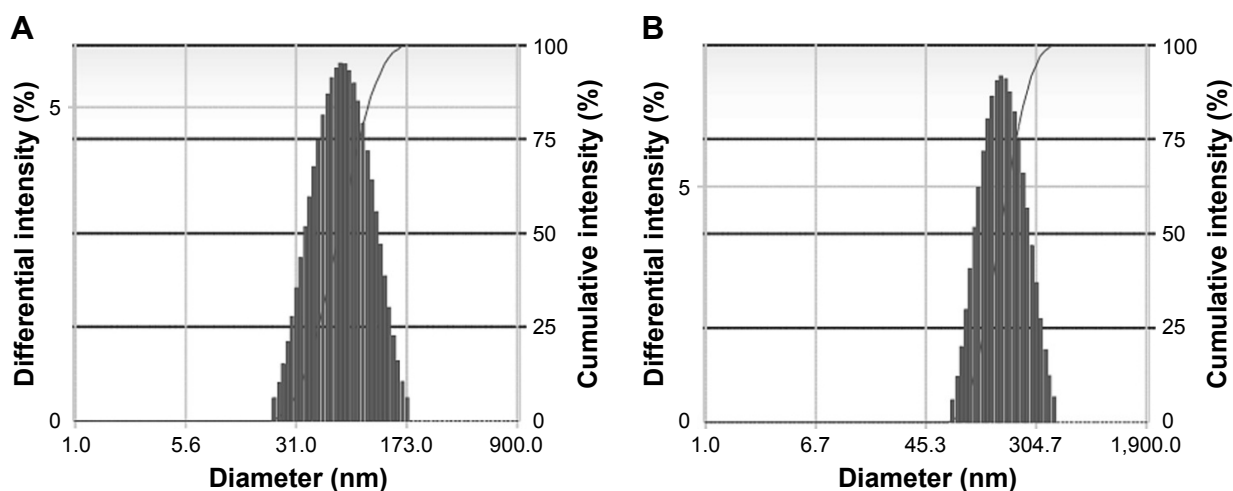 A
Differential intensity (%)
5
0
100
75
50
25
0
Cumulative intensity (%)
1.0 5.6 31.0 173.0 900.0
Diameter (nm)
B
Differential intensity (%)
5
0
100
75
50
25
0
Cumulative intensity (%)
1.0 6.7 45.3 304.7 1,900.0
Diameter (nm)